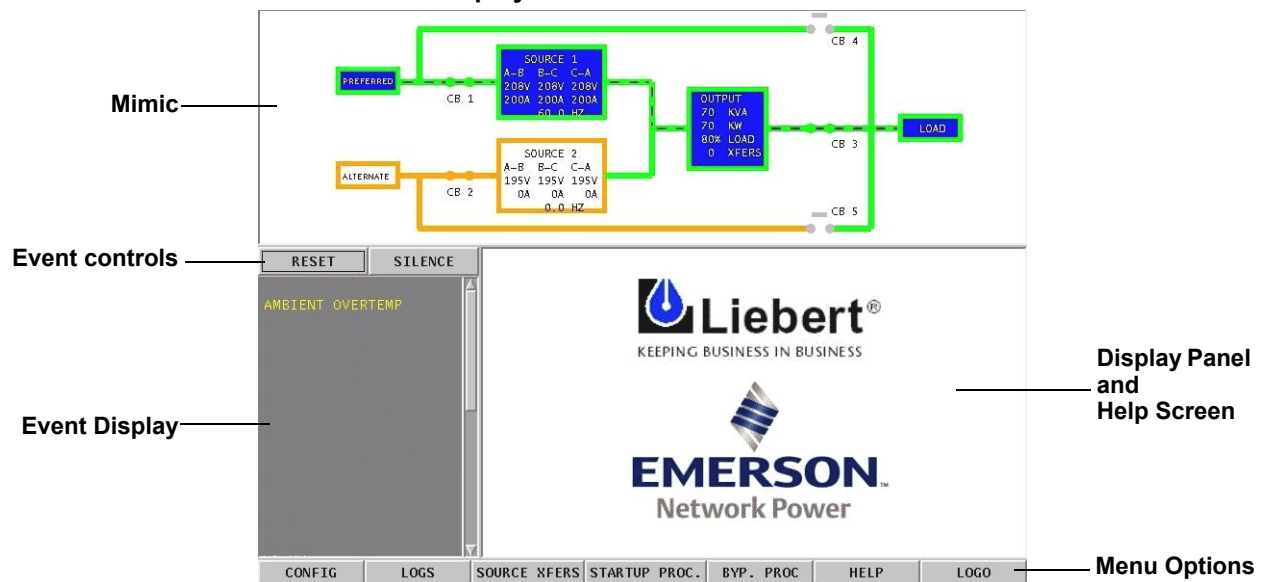 CB 4
SOURCE 1
A-B B-C C-A
208V 208V 208V
200A 200A 200A
60.0 HZ
PREFERRED
CB 1
Mimic
OUTPUT
70 KVA
70 KW
80% LOAD
0 XFERS
LOAD
CB 3
SOURCE 2
A-B B-C C-A
195V 195V 195V
0A 0A 0A
0.0 HZ
ALTERNATE
CB 2
CB 5
Event controls
RESET SILENCE
AMBIENT OVERTEMP
Liebert®
KEEPING BUSINESS IN BUSINESS
Display Panel
and
Help Screen
Event Display
EMERSON™
Network Power
CONFIG LOGS SOURCE XFERS STARTUP PROC. BYP. PROC HELP LOGO
Menu Options